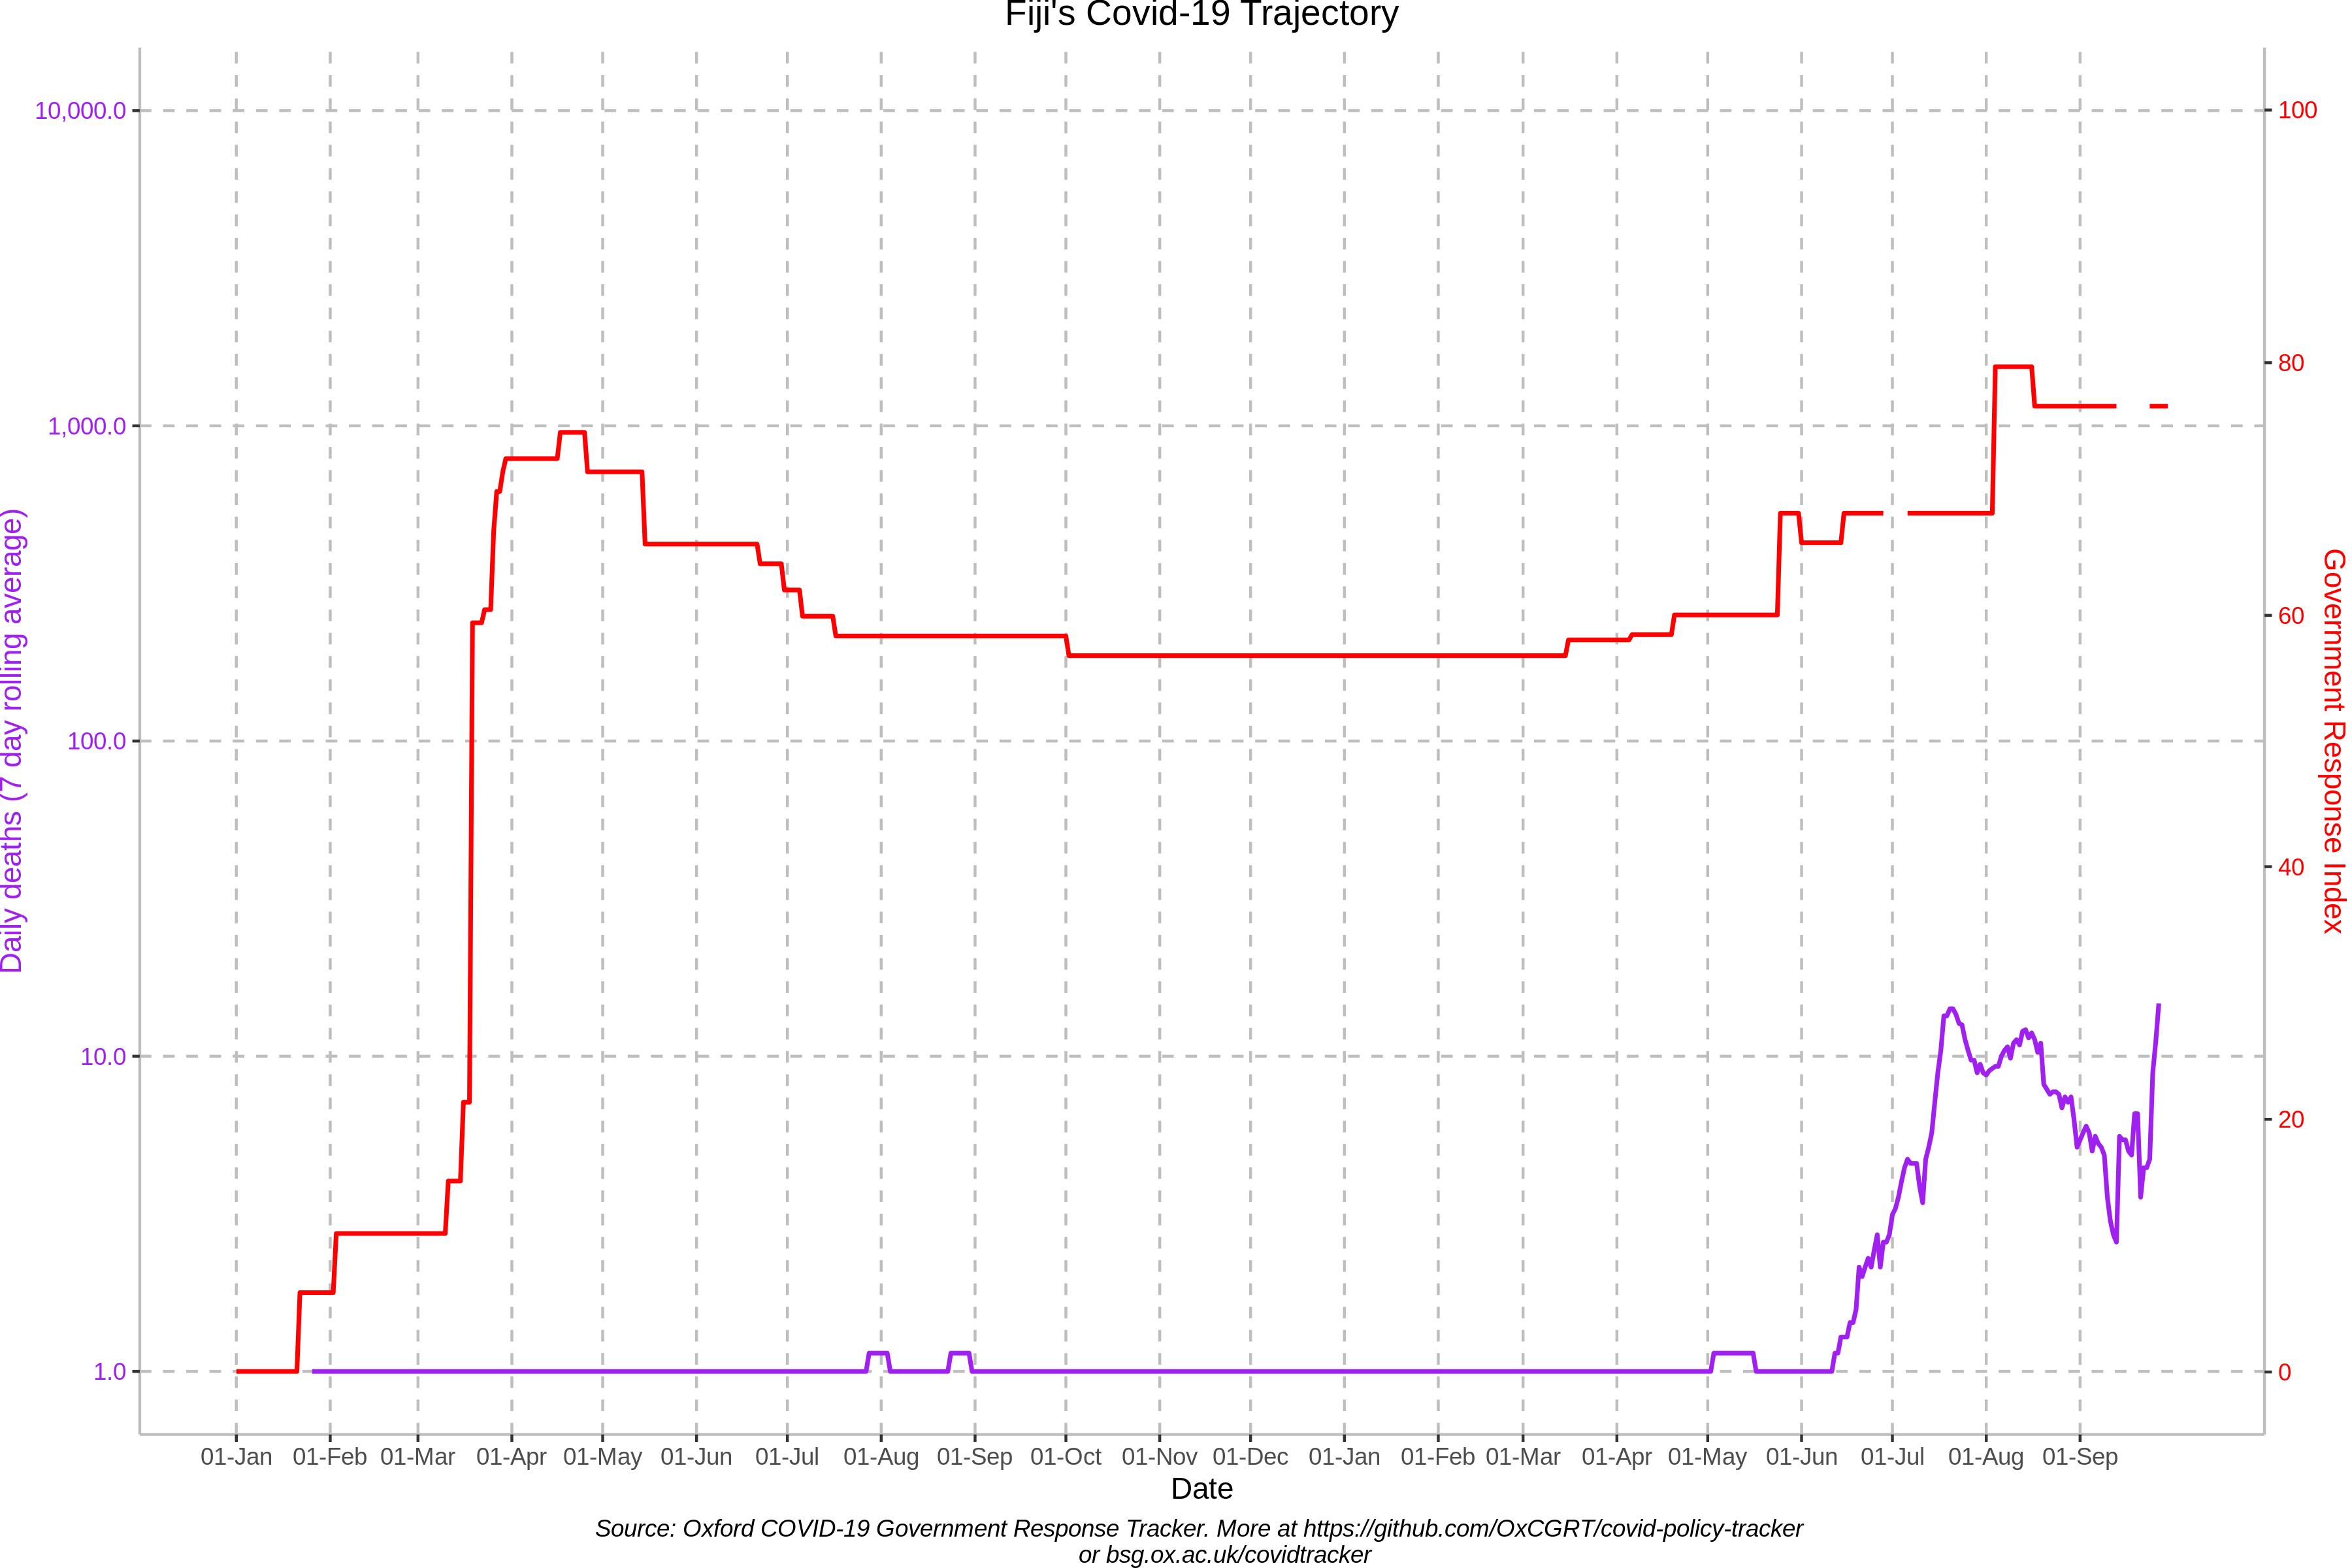 Fiji's Covid-19 Trajectory
10,000.0
1,000.0
100.0
10.0
1.0
Daily deaths (7 day rolling average)
100
80
60
40
20
0
Government Response Index
01-Jan 01-Feb 01-Mar 01-Apr 01-May 01-Jun 01-Jul 01-Aug 01-Sep 01-Oct 01-Nov 01-Dec 01-Jan 01-Feb 01-Mar 01-Apr 01-May 01-Jun 01-Jul 01-Aug 01-Sep
Date
Source: Oxford COVID-19 Government Response Tracker. More at https://github.com/OxCGRT/covid-policy-tracker
or bsg.ox.ac.uk/covidtracker